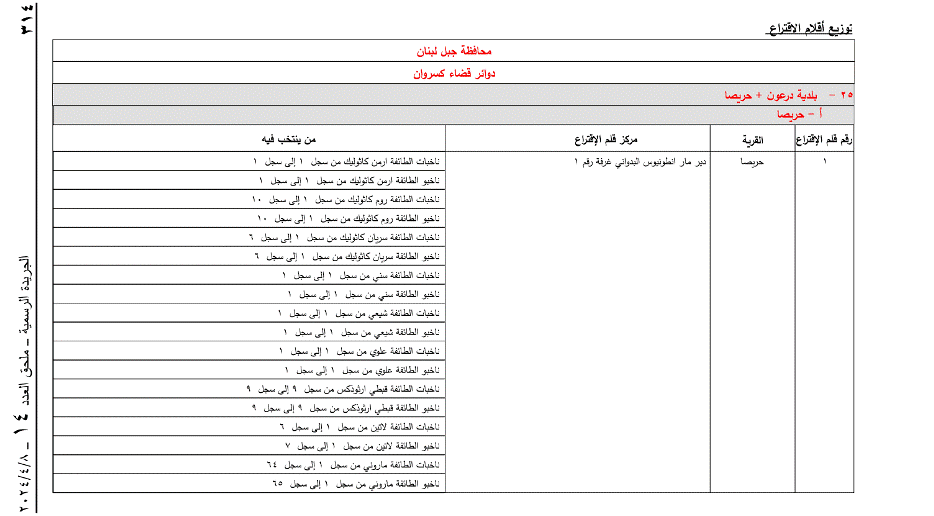 توزيع أقلام الاقتراع
٣١٤
محافظة جبل لبنان
دوائر قضاء كسروان
٢٥ - بلدية درعون + حريصا
أ - حريصا
رقم قلم الإقتراع القرية مركز قلم الإقتراع من ينتخب فيه
١ حريصا دير مار انطونيوس البدواني غرفة رقم ١ ناخبات الطائفة ارمن كاثوليك من سجل ١ إلى سجل ١
ناخبو الطائفة ارمن كاثوليك من سجل ١ إلى سجل ١
ناخبات الطائفة روم كاثوليك من سجل ١ إلى سجل ١٠
ناخبو الطائفة روم كاثوليك من سجل ١ إلى سجل ١٠
ناخبات الطائفة سريان كاثوليك من سجل ١ إلى سجل ٦
ناخبو الطائفة سريان كاثوليك من سجل ١ إلى سجل ٦
ناخبات الطائفة سني من سجل ١ إلى سجل ١
ناخبو الطائفة سني من سجل ١ إلى سجل ١
ناخبات الطائفة شيعي من سجل ١ إلى سجل ١
ناخبو الطائفة شيعي من سجل ١ إلى سجل ١
ناخبات الطائفة علوي من سجل ١ إلى سجل ١
ناخبو الطائفة علوي من سجل ١ إلى سجل ١
ناخبات الطائفة قبطي ارثوذكس من سجل ٩ إلى سجل ٩
ناخبو الطائفة قبطي ارثوذكس من سجل ٩ إلى سجل ٩
ناخبات الطائفة لاتين من سجل ١ إلى سجل ٦
ناخبو الطائفة لاتين من سجل ١ إلى سجل ٧
ناخبات الطائفة ماروني من سجل ١ إلى سجل ٦٤
ناخبو الطائفة ماروني من سجل ١ إلى سجل ٦٥
الجريدة الرسمية - ملحق العدد ١٤ - ٢٠٢٤/٤/٨